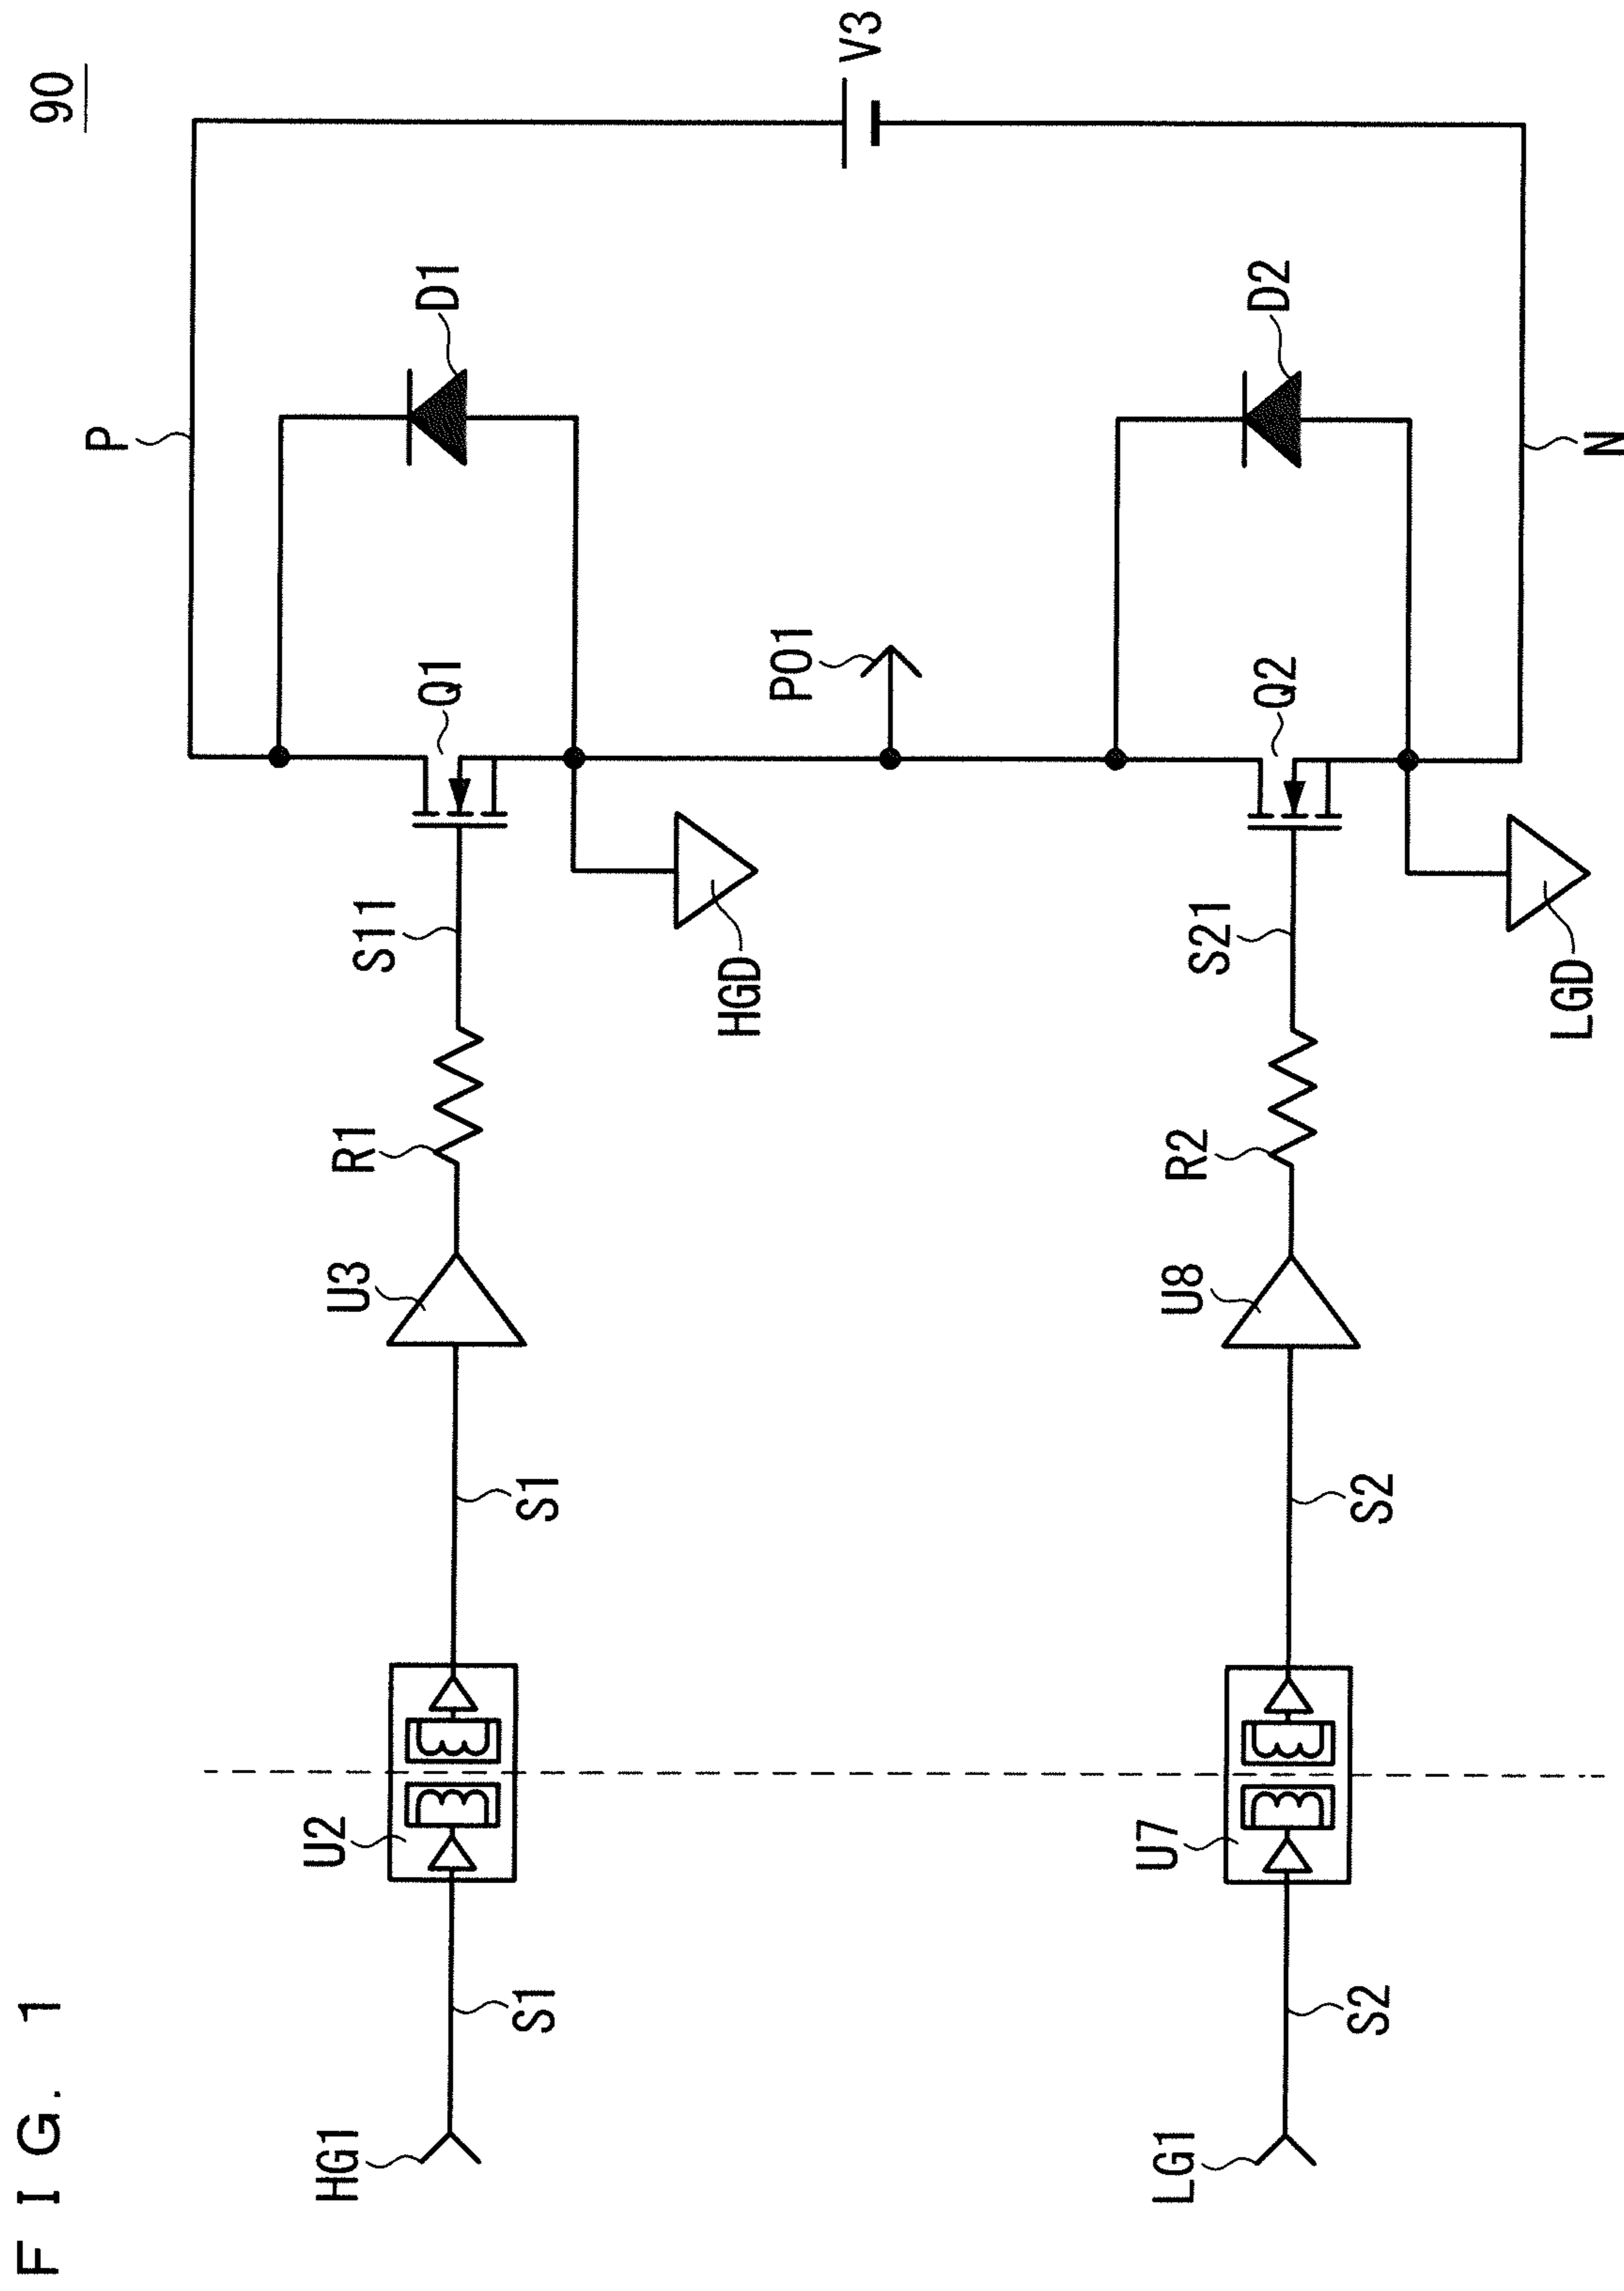 FIG. 1
90
P
HG1
S1
U2
S1
U3
R1
S11
Q1
D1
HGD
PO1
V3
LG1
S2
U7
S2
U8
R2
S21
Q2
D2
LGD
N